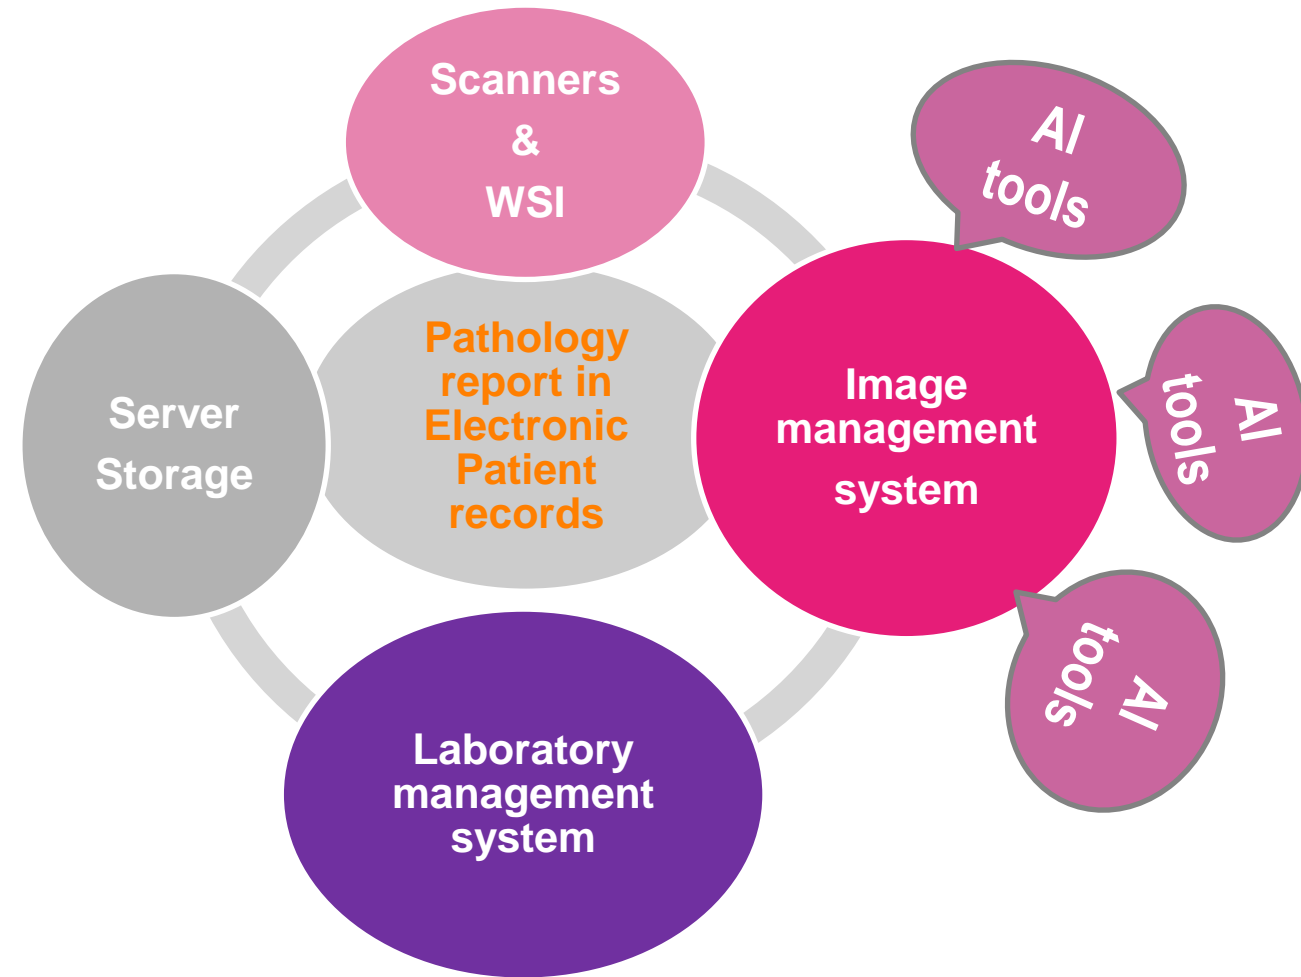 Scanners
&
WSI
AI
tools
Pathology
report in
Electronic
Patient
records
Server
Storage
Image
management
system
AI
tools
AI
tools
Laboratory
management
system